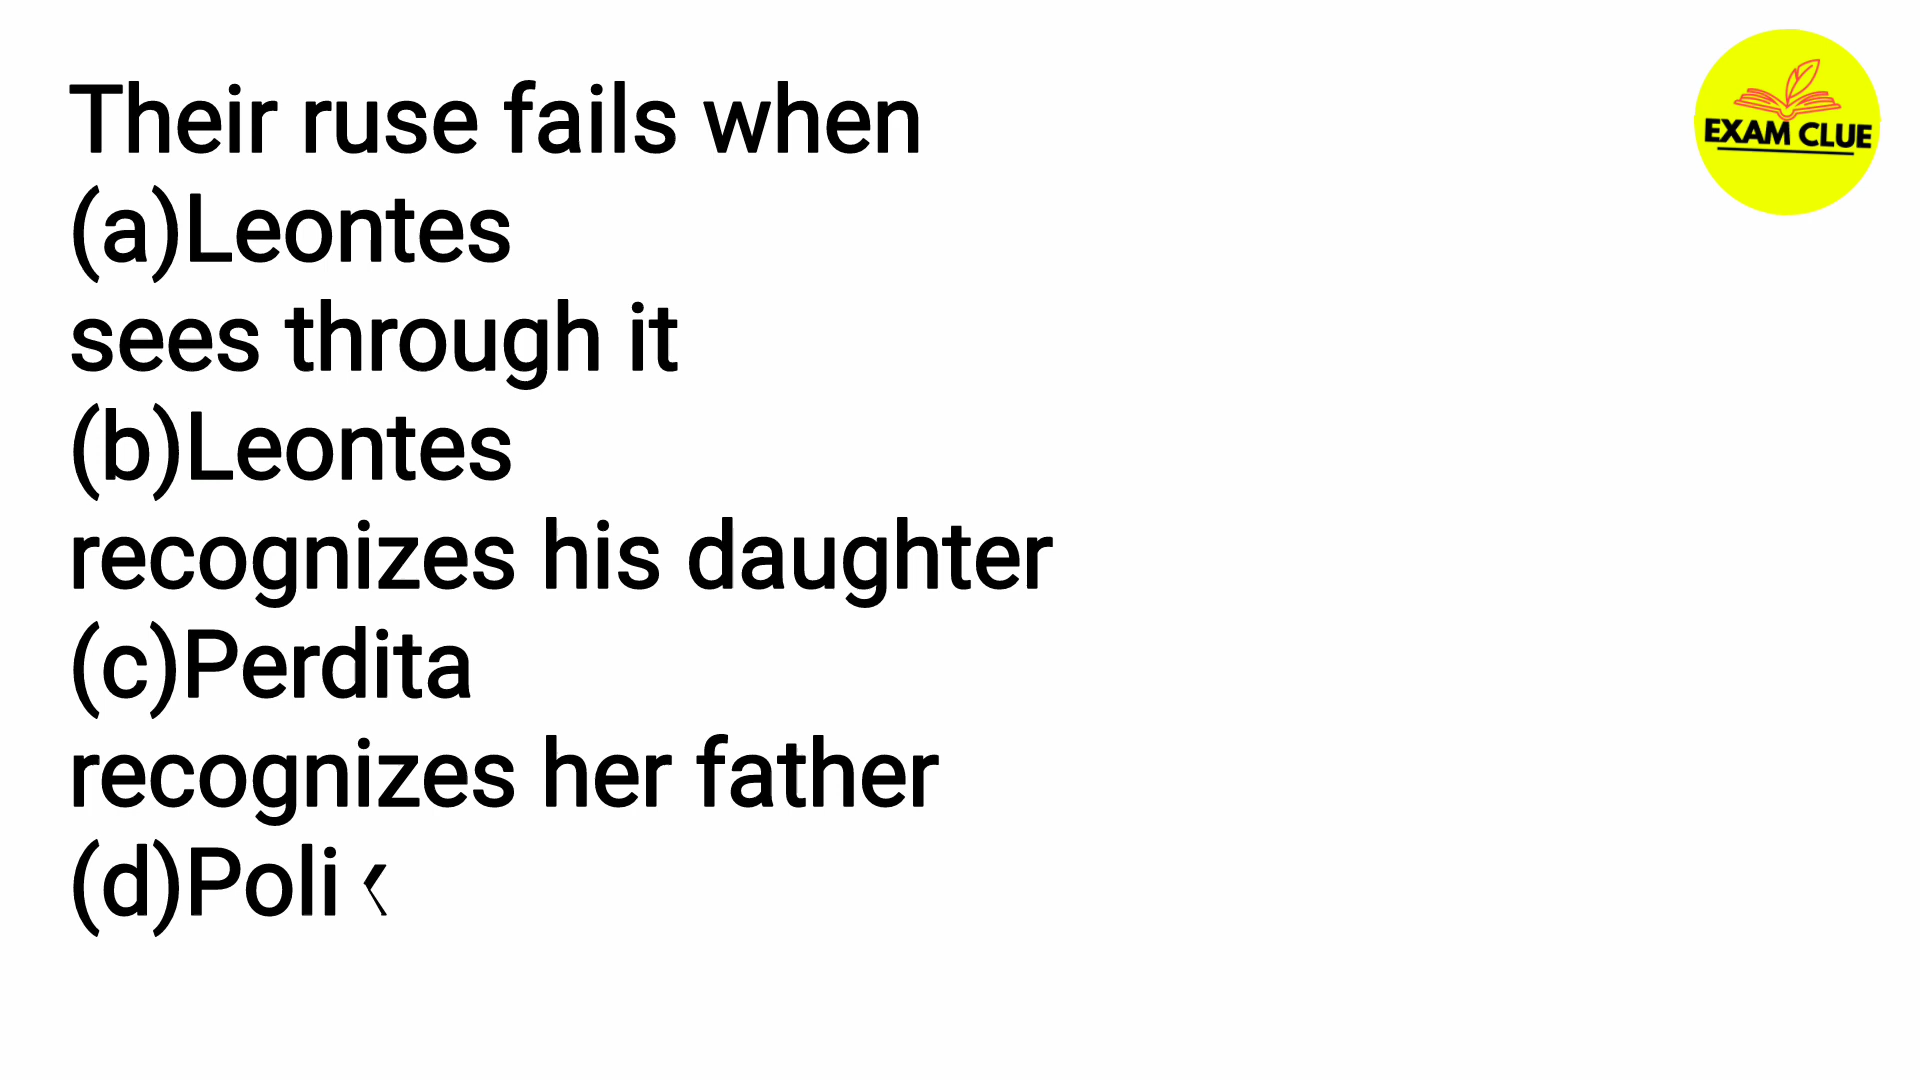 Their ruse fails when
(a)Leontes
sees through it
(b)Leontes
recognizes his daughter
(c)Perdita
recognizes her father
(d)Poli
EXAM CLUE